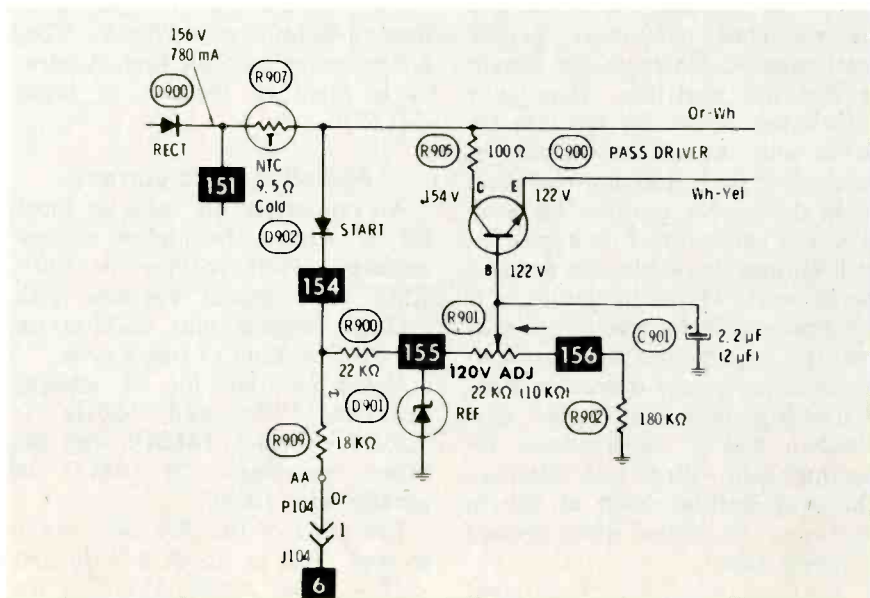 156 V
780 mA
D900
R907
RECT
151
T
NTC
9.5 Ω
Cold
Or-Wh
R905
100 Ω
Q900
PASS DRIVER
Wh-Yel
154 V
C
E
122 V
D902
START
B
122 V
154
R901
R900
155
156
C901
2.2 µF
(2 µF)
22 KΩ
120V ADJ
22 KΩ (10 KΩ)
D901
REF
R902
180 KΩ
R909
18 KΩ
AA
P104
Or
1
J104
6